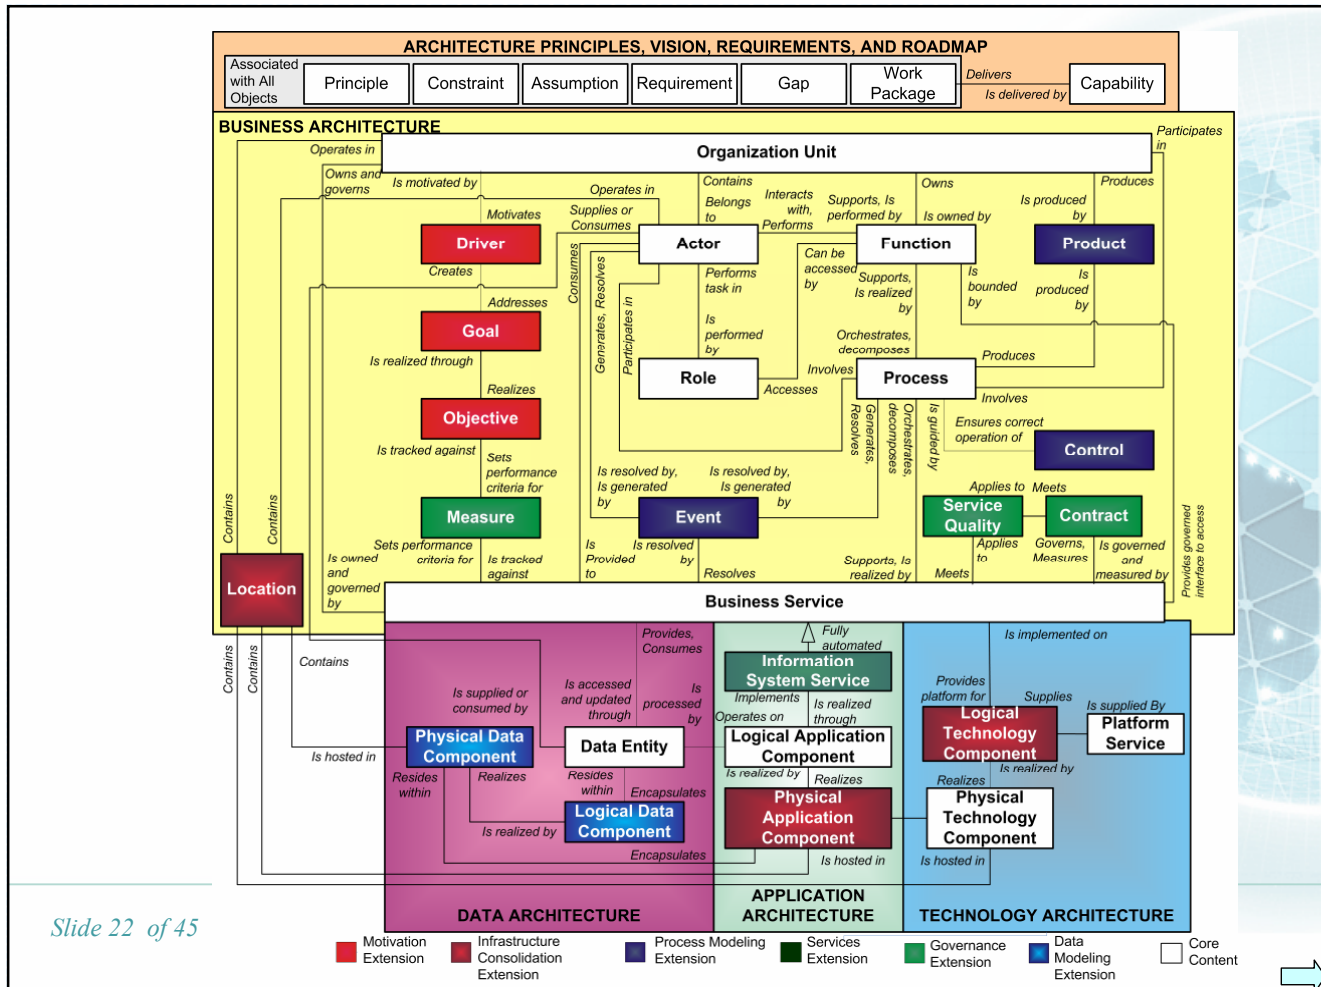 ARCHITECTURE PRINCIPLES, VISION, REQUIREMENTS, AND ROADMAP
Associated
with All
Objects
Principle
Constraint
Assumption
Requirement
Gap
Work
Package
Delivers
Is delivered by
Capability
BUSINESS ARCHITECTURE
Participates
in
Operates in
Organization Unit
Owns and
governs
Is motivated by
Operates in
Contains
Belongs
to
Interacts
with,
Performs
Supports, Is
performed by
Owns
Is owned by
Produces
Is produced
by
Motivates
Supplies or
Consumes
Driver
Actor
Function
Product
Creates
Consumes
Generates, Resolves
Participates in
Performs
task in
Can be
accessed
by
Supports,
Is realized
by
Is
bounded
by
Is
produced
by
Addresses
Goal
Is realized through
Is
performed
by
Orchestrates,
decomposes
Produces
Realizes
Role
Accesses
Involves
Process
Involves
Objective
Is tracked against
Generates,
Resolves
Orchestrates,
decomposes
Is guided by
Ensures correct
operation of
Control
Sets
performance
criteria for
Is resolved by,
Is generated
by
Is resolved by,
Is generated
by
Applies to
Meets
Measure
Event
Service
Quality
Contract
Contains
Contains
Sets performance
criteria for
Is tracked
against
Is
Provided
to
Is resolved
by
Resolves
Supports, Is
realized by
Applies
to
Meets
Governs,
Measures
Is governed
and
measured by
Provides governed
interface to access
Location
Is owned
and
governed
by
Business Service
Contains
Contains
Contains
Provides,
Consumes
Fully
automated
Is implemented on
Information
System Service
Is supplied or
consumed by
Is accessed
and updated
through
Is
processed
by
Implements
Is realized
through
Operates on
Provides
platform for
Supplies
Is supplied By
Is hosted in
Physical Data
Component
Data Entity
Logical Application
Component
Logical
Technology
Component
Platform
Service
Resides
within
Realizes
Resides
within
Encapsulates
Is realized by
Realizes
Is realized by
Realizes
Is realized by
Logical Data
Component
Physical
Application
Component
Physical
Technology
Component
Encapsulates
Is hosted in
Is hosted in
DATA ARCHITECTURE
APPLICATION
ARCHITECTURE
TECHNOLOGY ARCHITECTURE
Slide 22 of 45
Motivation
Extension
Infrastructure
Consolidation
Extension
Process Modeling
Extension
Services
Extension
Governance
Extension
Data
Modeling
Extension
Core
Content